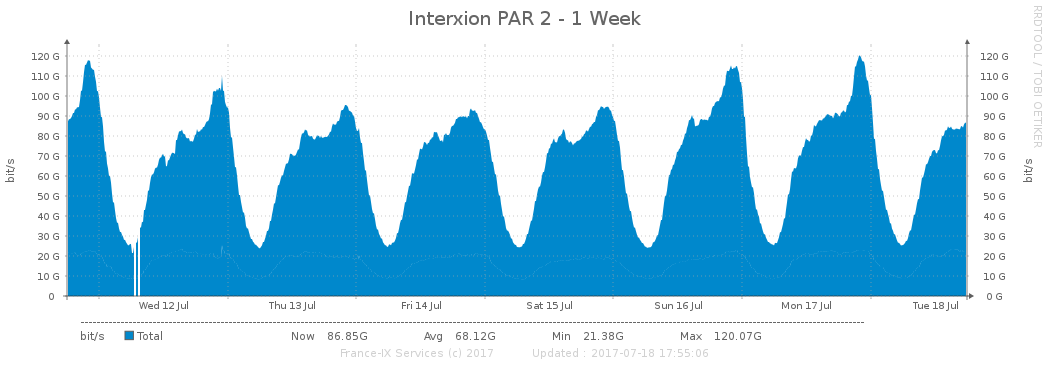 Interxion PAR 2 - 1 Week
RRDTOOL / TOBI OETIKER
bit/s
120 G 120 G
110 G 110 G
100 G 100 G
90 G 90 G
80 G 80 G
70 G 70 G
60 G 60 G
50 G 50 G
40 G 40 G
30 G 30 G
20 G 20 G
10 G 10 G
0 0 G
bit/s
Wed 12 Jul Thu 13 Jul Fri 14 Jul Sat 15 Jul Sun 16 Jul Mon 17 Jul Tue 18 Jul
bit/s Total Now 86.85G Avg 68.12G Min 21.38G Max 120.07G
France-IX Services (c) 2017 Updated : 2017-07-18 17:55:06